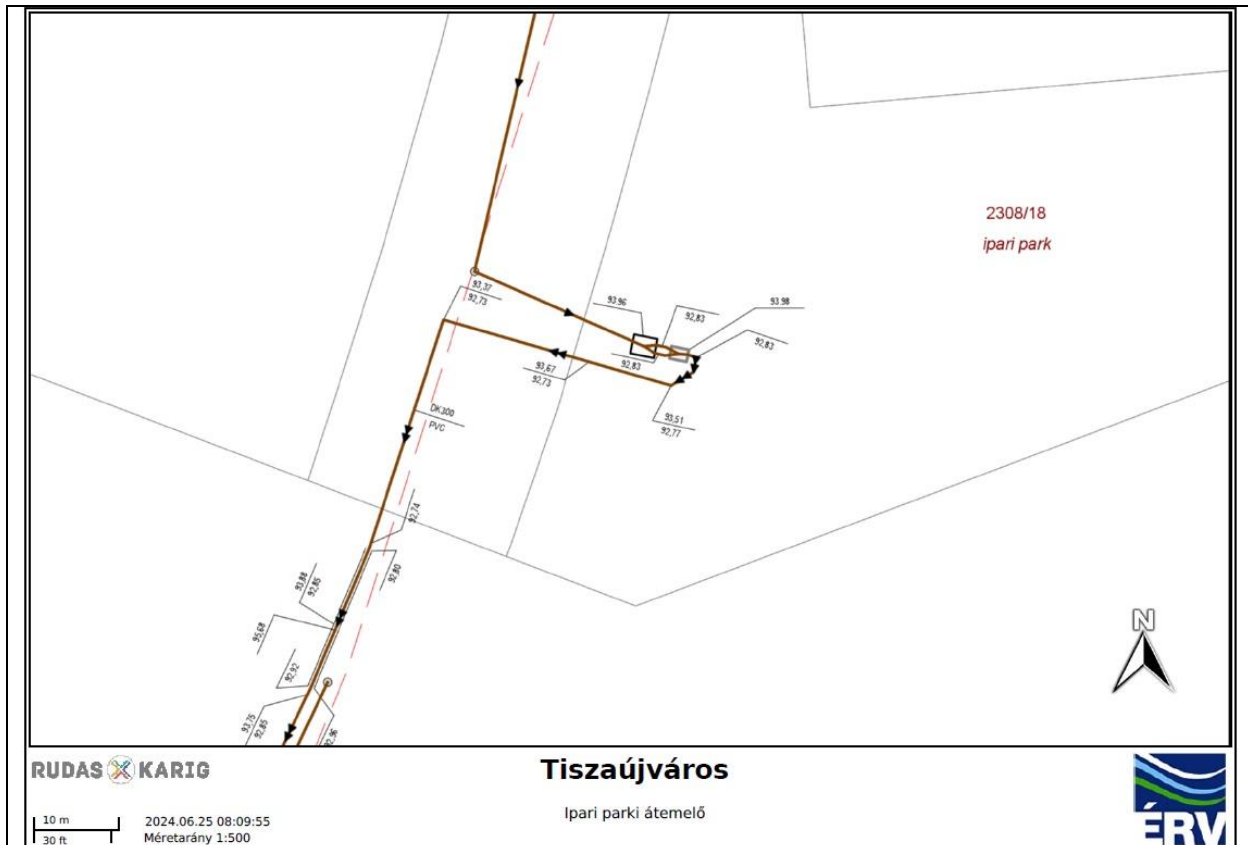 2308/18
ipari park
93,37
92,73
93.96
92,83
93.98
92,83
92,83
93,67
92,73
93,51
92,77
DK300
PVC
92,74
92,80
93,88
92,85
95,68
92,92
93,75
92,85
92,96
N
RUDAS KARIG
Tiszaújváros
Ipari parki átemelő
10 m
30 ft
2024.06.25 08:09:55
Méretarány 1:500
ÉRV